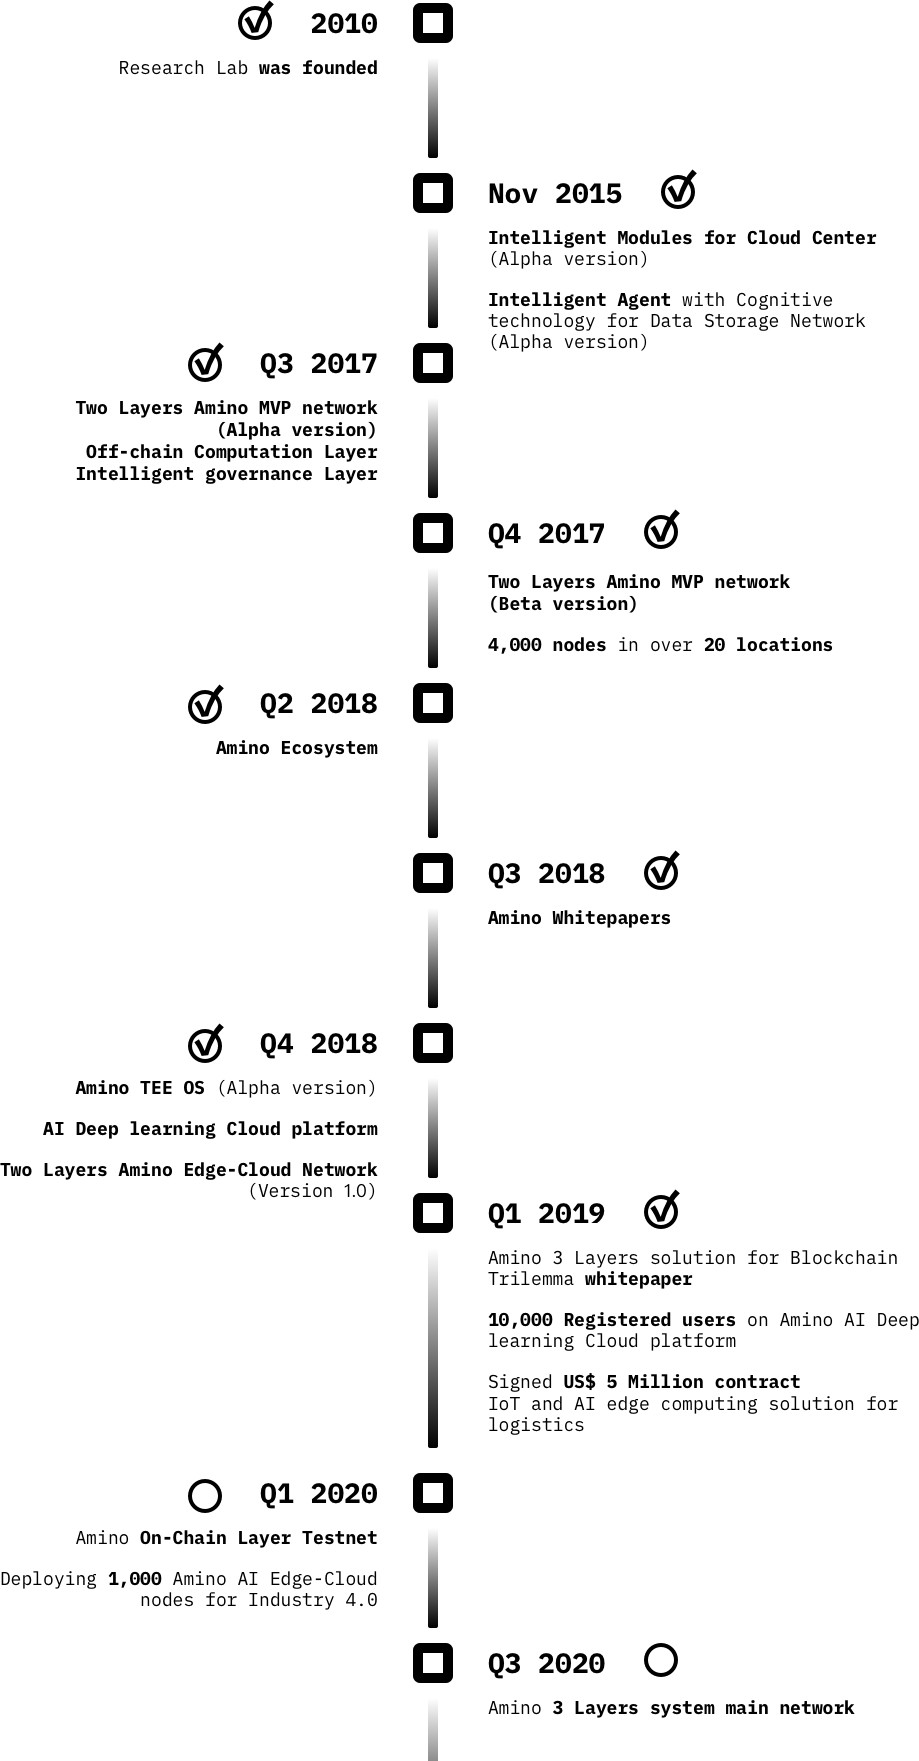 2010
Research Lab was founded
Nov 2015
Intelligent Modules for Cloud Center
(Alpha version)
Intelligent Agent with Cognitive
technology for Data Storage Network
(Alpha version)
Q3 2017
Two Layers Amino MVP network
(Alpha version)
Off-chain Computation Layer
Intelligent governance Layer
Q4 2017
Two Layers Amino MVP network
(Beta version)
4,000 nodes in over 20 locations
Q2 2018
Amino Ecosystem
Q3 2018
Amino Whitepapers
Q4 2018
Amino TEE OS (Alpha version)
AI Deep learning Cloud platform
Two Layers Amino Edge-Cloud Network
(Version 1.0)
Q1 2019
Amino 3 Layers solution for Blockchain
Trilemma whitepaper
10,000 Registered users on Amino AI Deep
learning Cloud platform
Signed US$ 5 Million contract
IoT and AI edge computing solution for
logistics
Q1 2020
Amino On-Chain Layer Testnet
Deploying 1,000 Amino AI Edge-Cloud
nodes for Industry 4.0
Q3 2020
Amino 3 Layers system main network